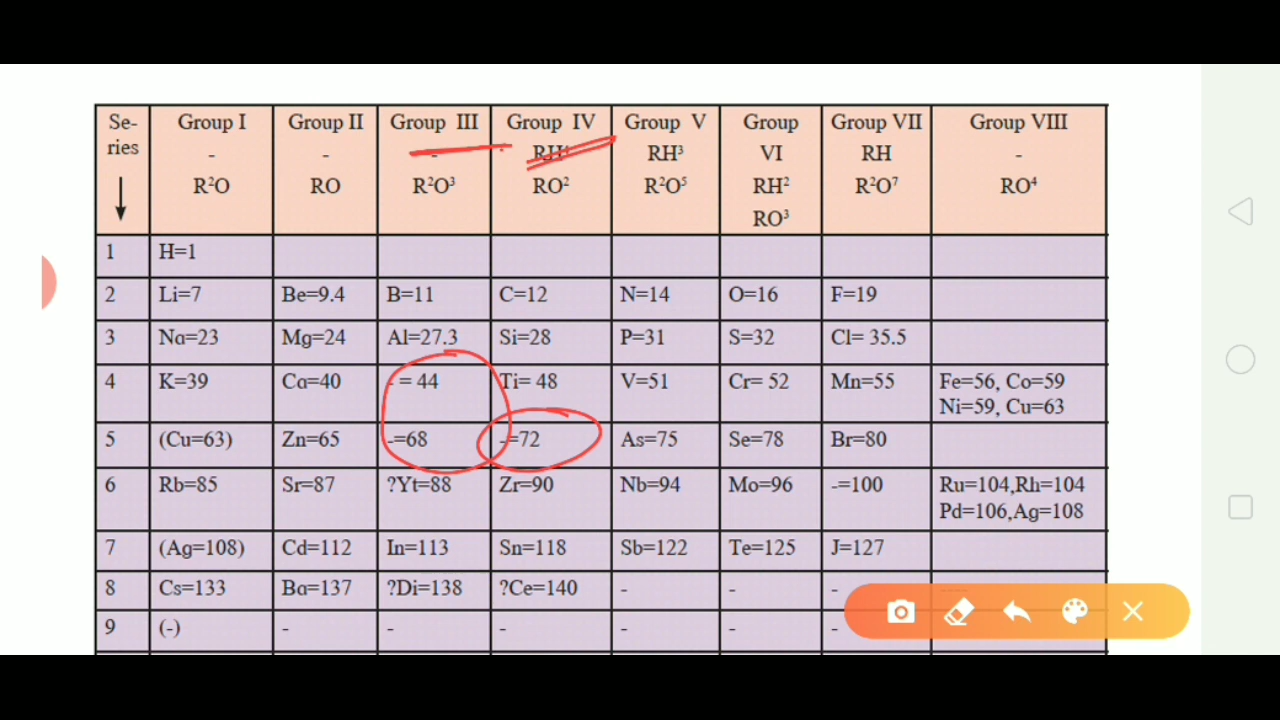 Se- Group I Group II Group III Group IV Group V Group Group VII Group VIII
ries - - - RH⁴ RH³ VI RH -
R²O RO R²O³ RO² R²O⁵ RH² R²O⁷ RO⁴
RO³
1 H=1
2 Li=7 Be=9.4 B=11 C=12 N=14 O=16 F=19
3 Na=23 Mg=24 Al=27.3 Si=28 P=31 S=32 Cl= 35.5
4 K=39 Ca=40 - = 44 Ti= 48 V=51 Cr= 52 Mn=55 Fe=56, Co=59
Ni=59, Cu=63
5 (Cu=63) Zn=65 -=68 -=72 As=75 Se=78 Br=80
6 Rb=85 Sr=87 ?Yt=88 Zr=90 Nb=94 Mo=96 -=100 Ru=104,Rh=104
Pd=106,Ag=108
7 (Ag=108) Cd=112 In=113 Sn=118 Sb=122 Te=125 J=127
8 Cs=133 Ba=137 ?Di=138 ?Ce=140 - - -
9 (-) - - - - - -